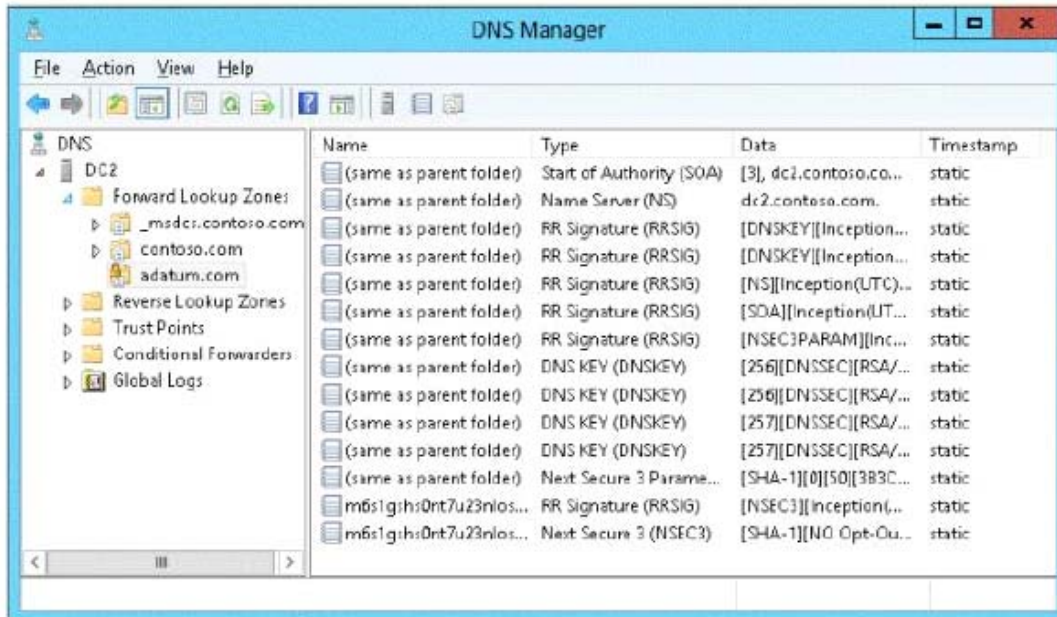 DNS Manager
File Action View Help
DNS
DC2
Forward Lookup Zones
_msdcs.contoso.com
contoso.com
adatum.com
Reverse Lookup Zones
Trust Points
Conditional Forwarders
Global Logs
Name Type Data Timestamp
(same as parent folder) Start of Authority (SOA) [3], dc2.contoso.co... static
(same as parent folder) Name Server (NS) dc2.contoso.com. static
(same as parent folder) RR Signature (RRSIG) [DNSKEY][Inception... static
(same as parent folder) RR Signature (RRSIG) [DNSKEY][Inception... static
(same as parent folder) RR Signature (RRSIG) [NS][Inception(UTC)... static
(same as parent folder) RR Signature (RRSIG) [SOA][Inception(UT... static
(same as parent folder) RR Signature (RRSIG) [NSEC3PARAM][Inc... static
(same as parent folder) DNS KEY (DNSKEY) [256][DNSSEC][RSA/... static
(same as parent folder) DNS KEY (DNSKEY) [256][DNSSEC][RSA/... static
(same as parent folder) DNS KEY (DNSKEY) [257][DNSSEC][RSA/... static
(same as parent folder) DNS KEY (DNSKEY) [257][DNSSEC][RSA/... static
(same as parent folder) Next Secure 3 Parame... [SHA-1][0][50][3B3C... static
RR Signature (RRSIG) [NSEC3][Inception(... static
Next Secure 3 (NSEC3) [SHA-1][NO Opt-Ou... static